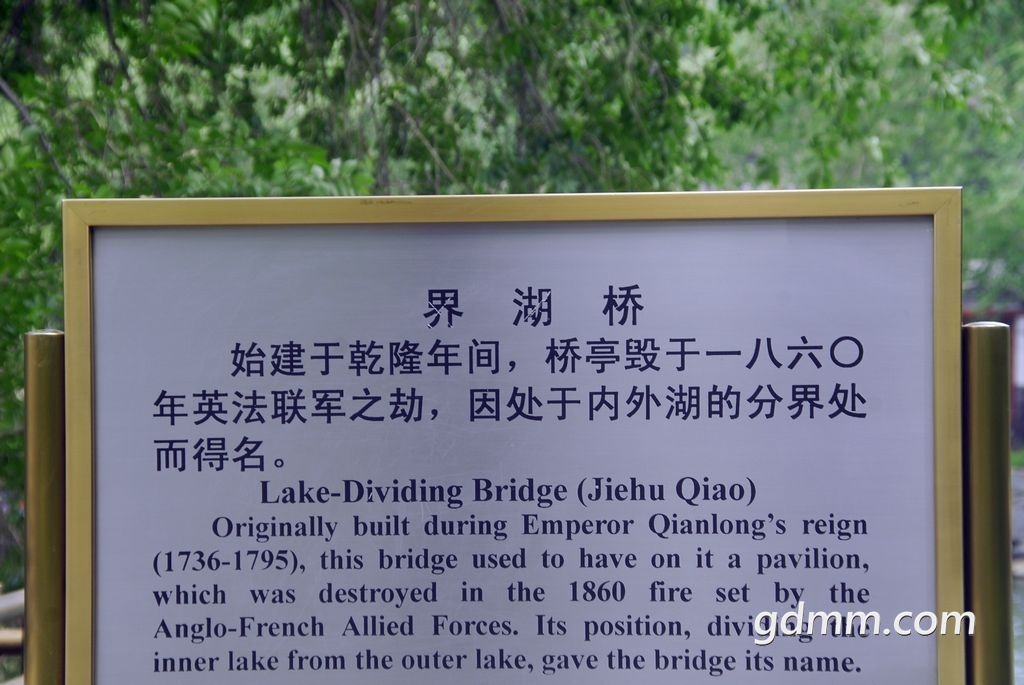 界 湖 桥
始建于乾隆年间，桥亭毁于一八六〇
年英法联军之劫，因处于内外湖的分界处
而得名。
Lake-Dividing Bridge (Jiehu Qiao)
Originally built during Emperor Qianlong's reign
(1736-1795), this bridge used to have on it a pavilion,
which was destroyed in the 1860 fire set by the
Anglo-French Allied Forces. Its position, dividing the
inner lake from the outer lake, gave the bridge its name.
gdmm.com